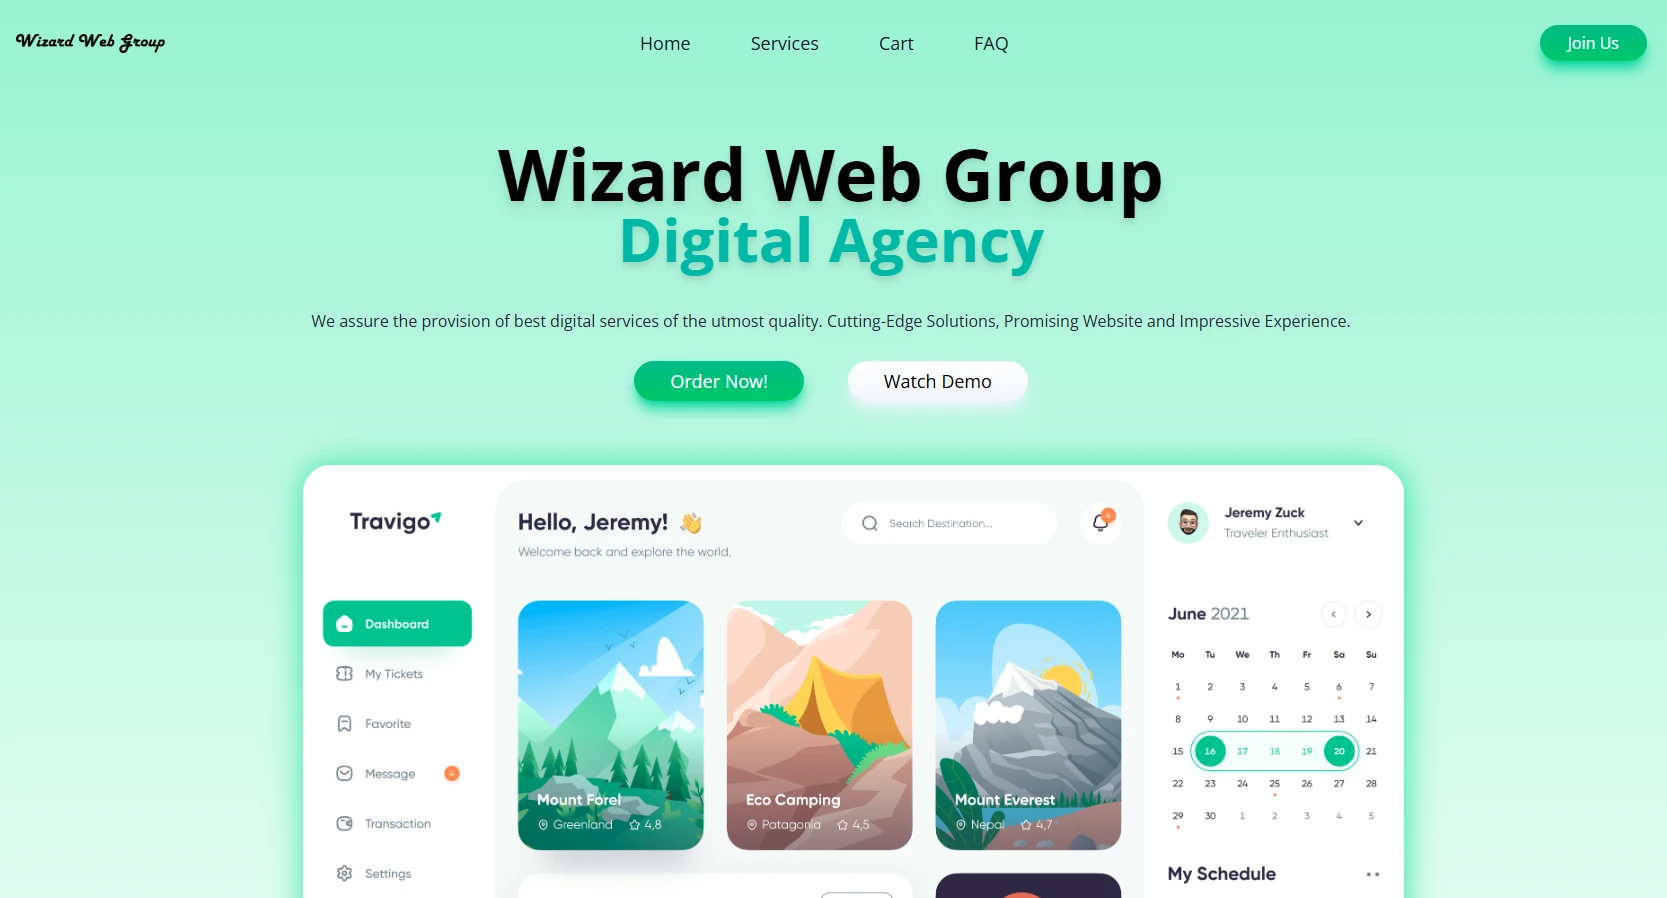 Wizard Web Group
Home Services Cart FAQ
Join Us
Wizard Web Group
Digital Agency
We assure the provision of best digital services of the utmost quality. Cutting-Edge Solutions, Promising Website and Impressive Experience.
Order Now! Watch Demo
Travigo
Dashboard
My Tickets
Favorite
Message 4
Transaction
Settings
Hello, Jeremy! 👋
Welcome back and explore the world.
Search Destination...
4
Mount Forel
Greenland 4,8
Eco Camping
Patagonia 4,5
Mount Everest
Nepal 4,7
Jeremy Zuck
Traveler Enthusiast
June 2021
Mo Tu We Th Fr Sa Su
1 2 3 4 5 6 7
8 9 10 11 12 13 14
15 16 17 18 19 20 21
22 23 24 25 26 27 28
29 30 1 2 3 4 5
My Schedule